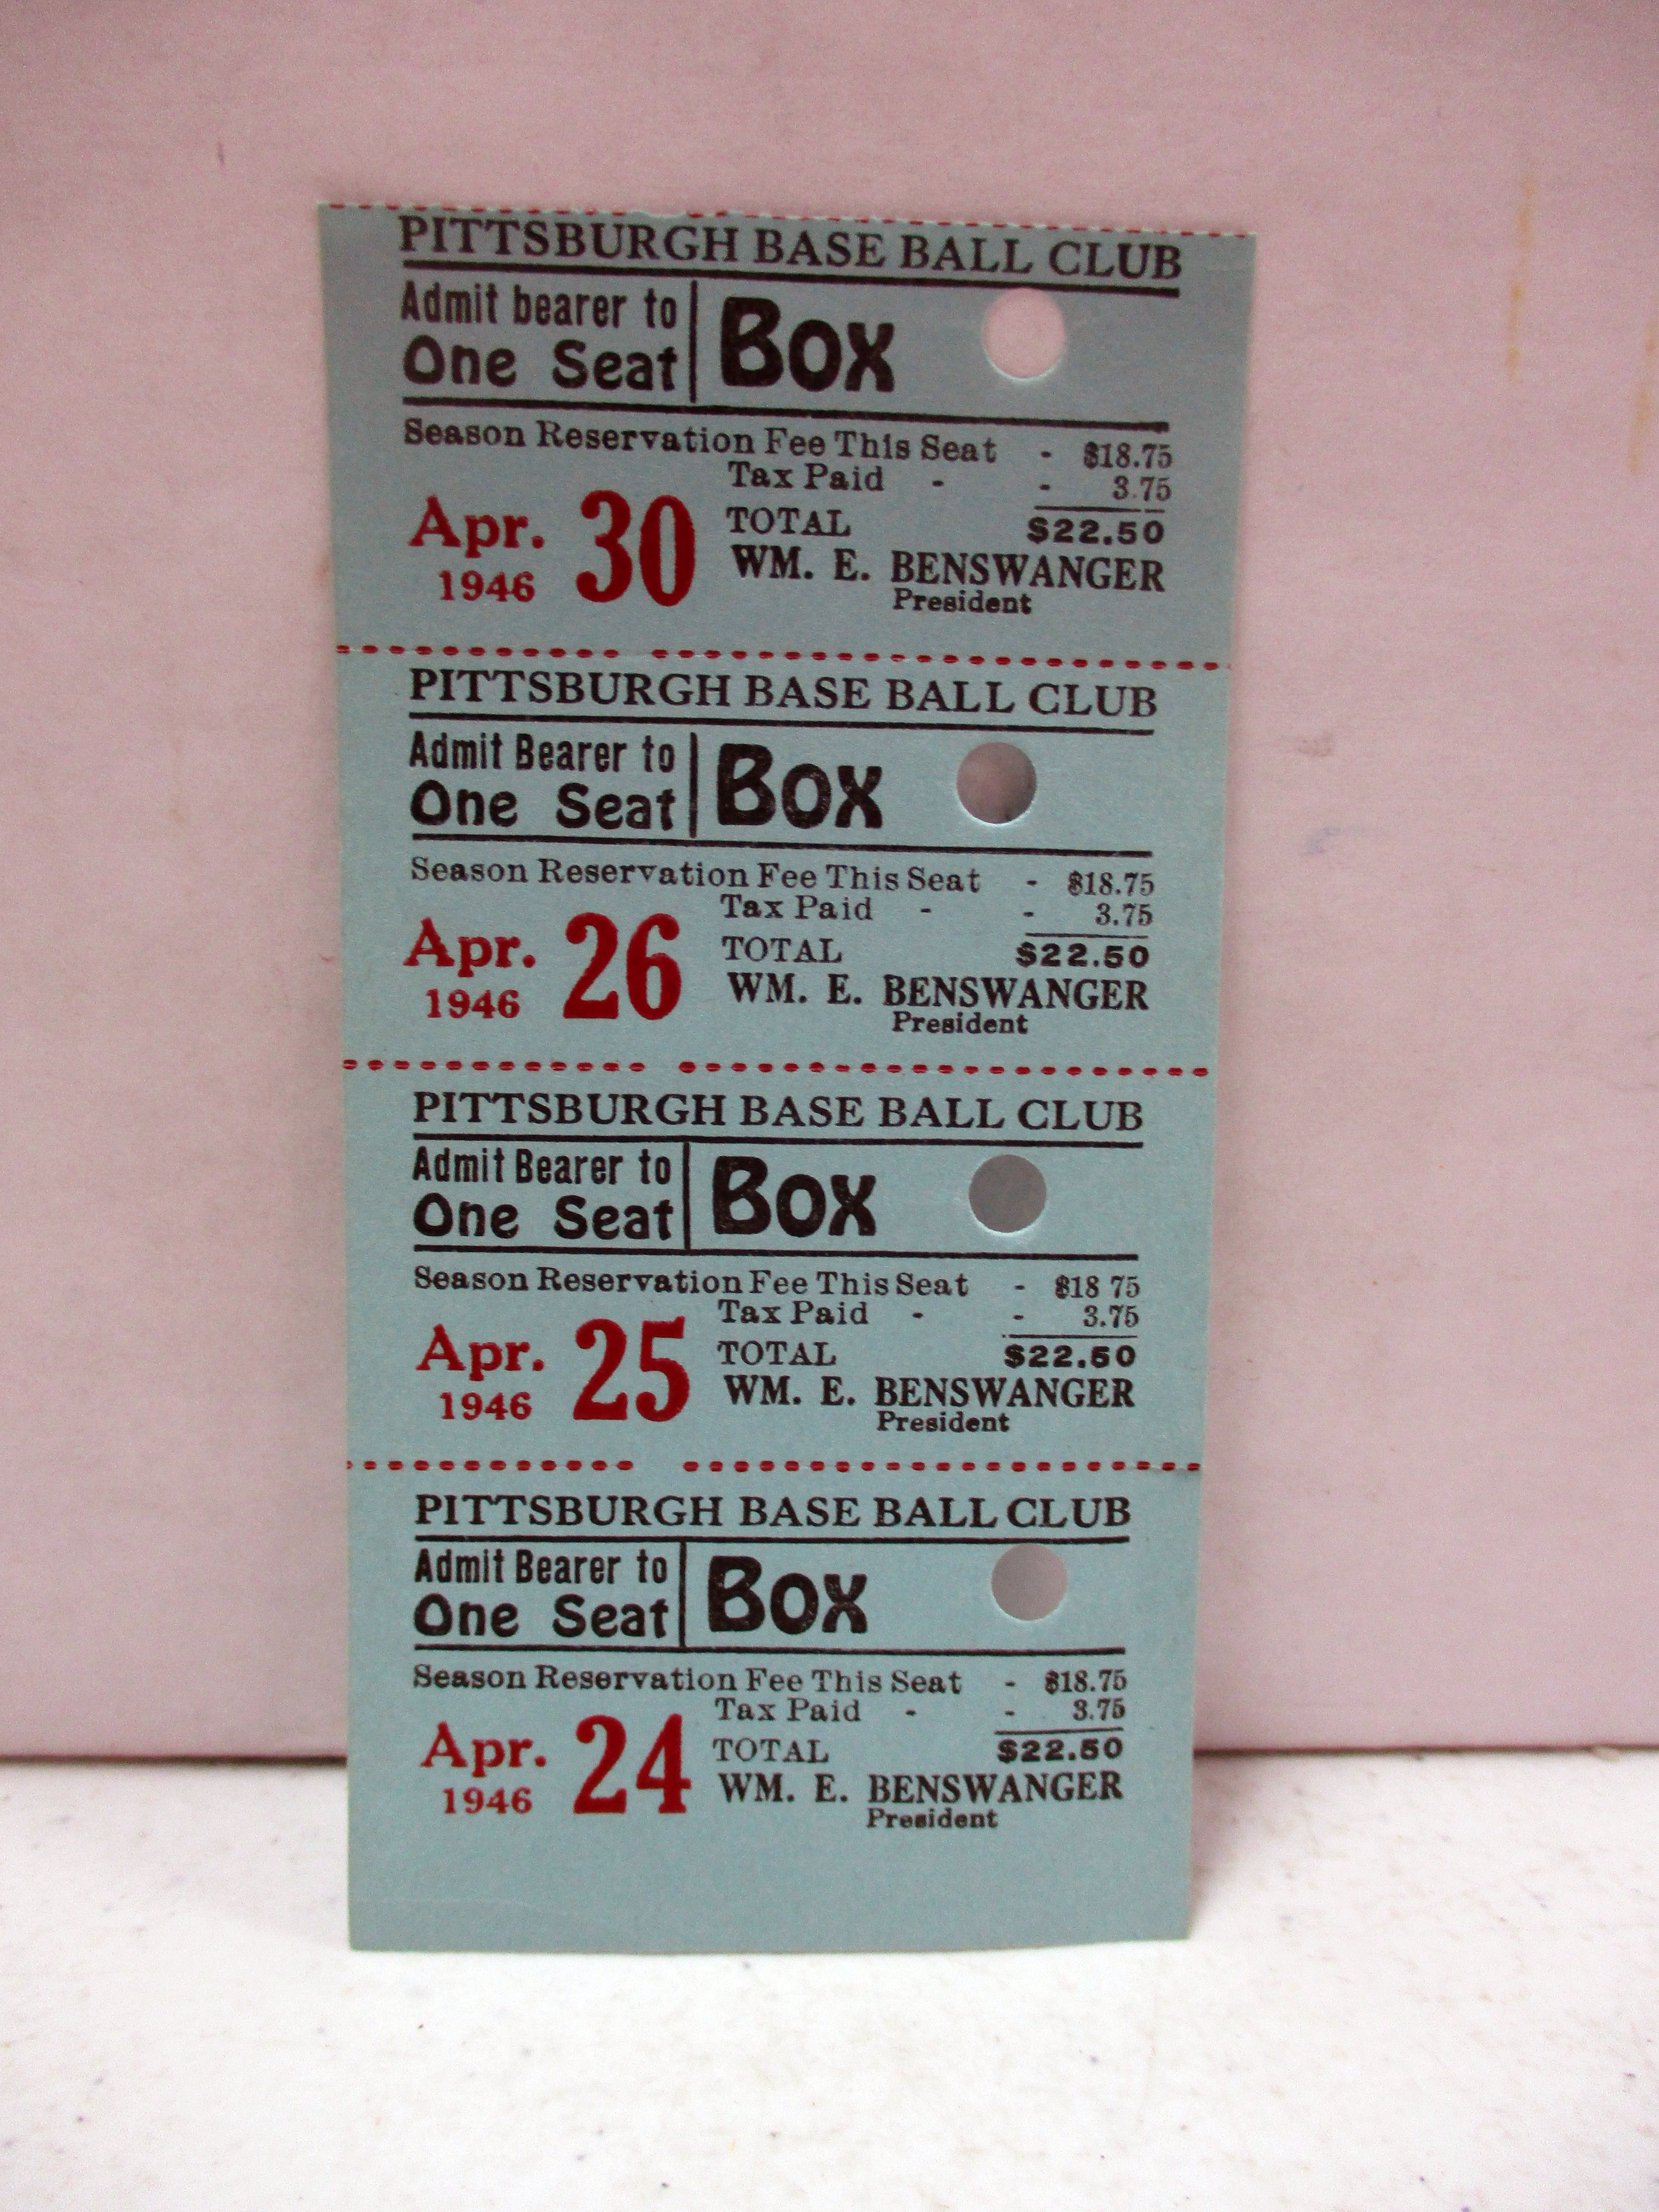 PITTSBURGH BASE BALL CLUB
Admit bearer to
One Seat
Box
Season Reservation Fee This Seat - $18.75
Tax Paid - - 3.75
Apr. 30
1946
TOTAL $22.50
WM. E. BENSWANGER
President
PITTSBURGH BASE BALL CLUB
Admit Bearer to
One Seat
Box
Season Reservation Fee This Seat - $18.75
Tax Paid - - 3.75
Apr. 26
1946
TOTAL $22.50
WM. E. BENSWANGER
President
PITTSBURGH BASE BALL CLUB
Admit Bearer to
One Seat
Box
Season Reservation Fee This Seat - $18 75
Tax Paid - - 3.75
Apr. 25
1946
TOTAL $22.50
WM. E. BENSWANGER
President
PITTSBURGH BASE BALL CLUB
Admit Bearer to
One Seat
Box
Season Reservation Fee This Seat - $18.75
Tax Paid - - 3.75
Apr. 24
1946
TOTAL $22.50
WM. E. BENSWANGER
President